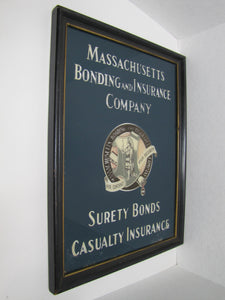 MASSACHUSETTS
BONDING AND INSURANCE
COMPANY
SURETY BONDS
CASUALTY INSURANCE